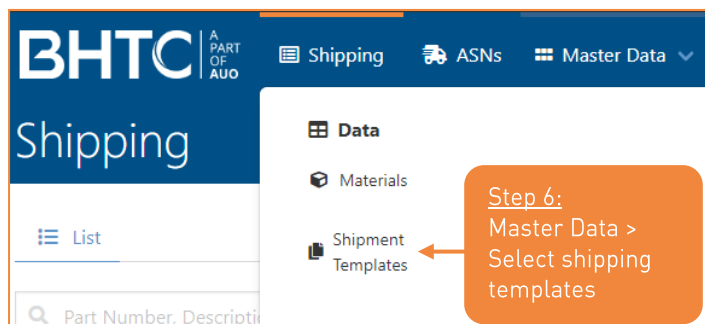 BHTC A PART OF AUO
Shipping ASNs Master Data
Shipping
Data
Materials
Shipment
Templates
List
Part Number, Descripti
Step 6:
Master Data >
Select shipping
templates